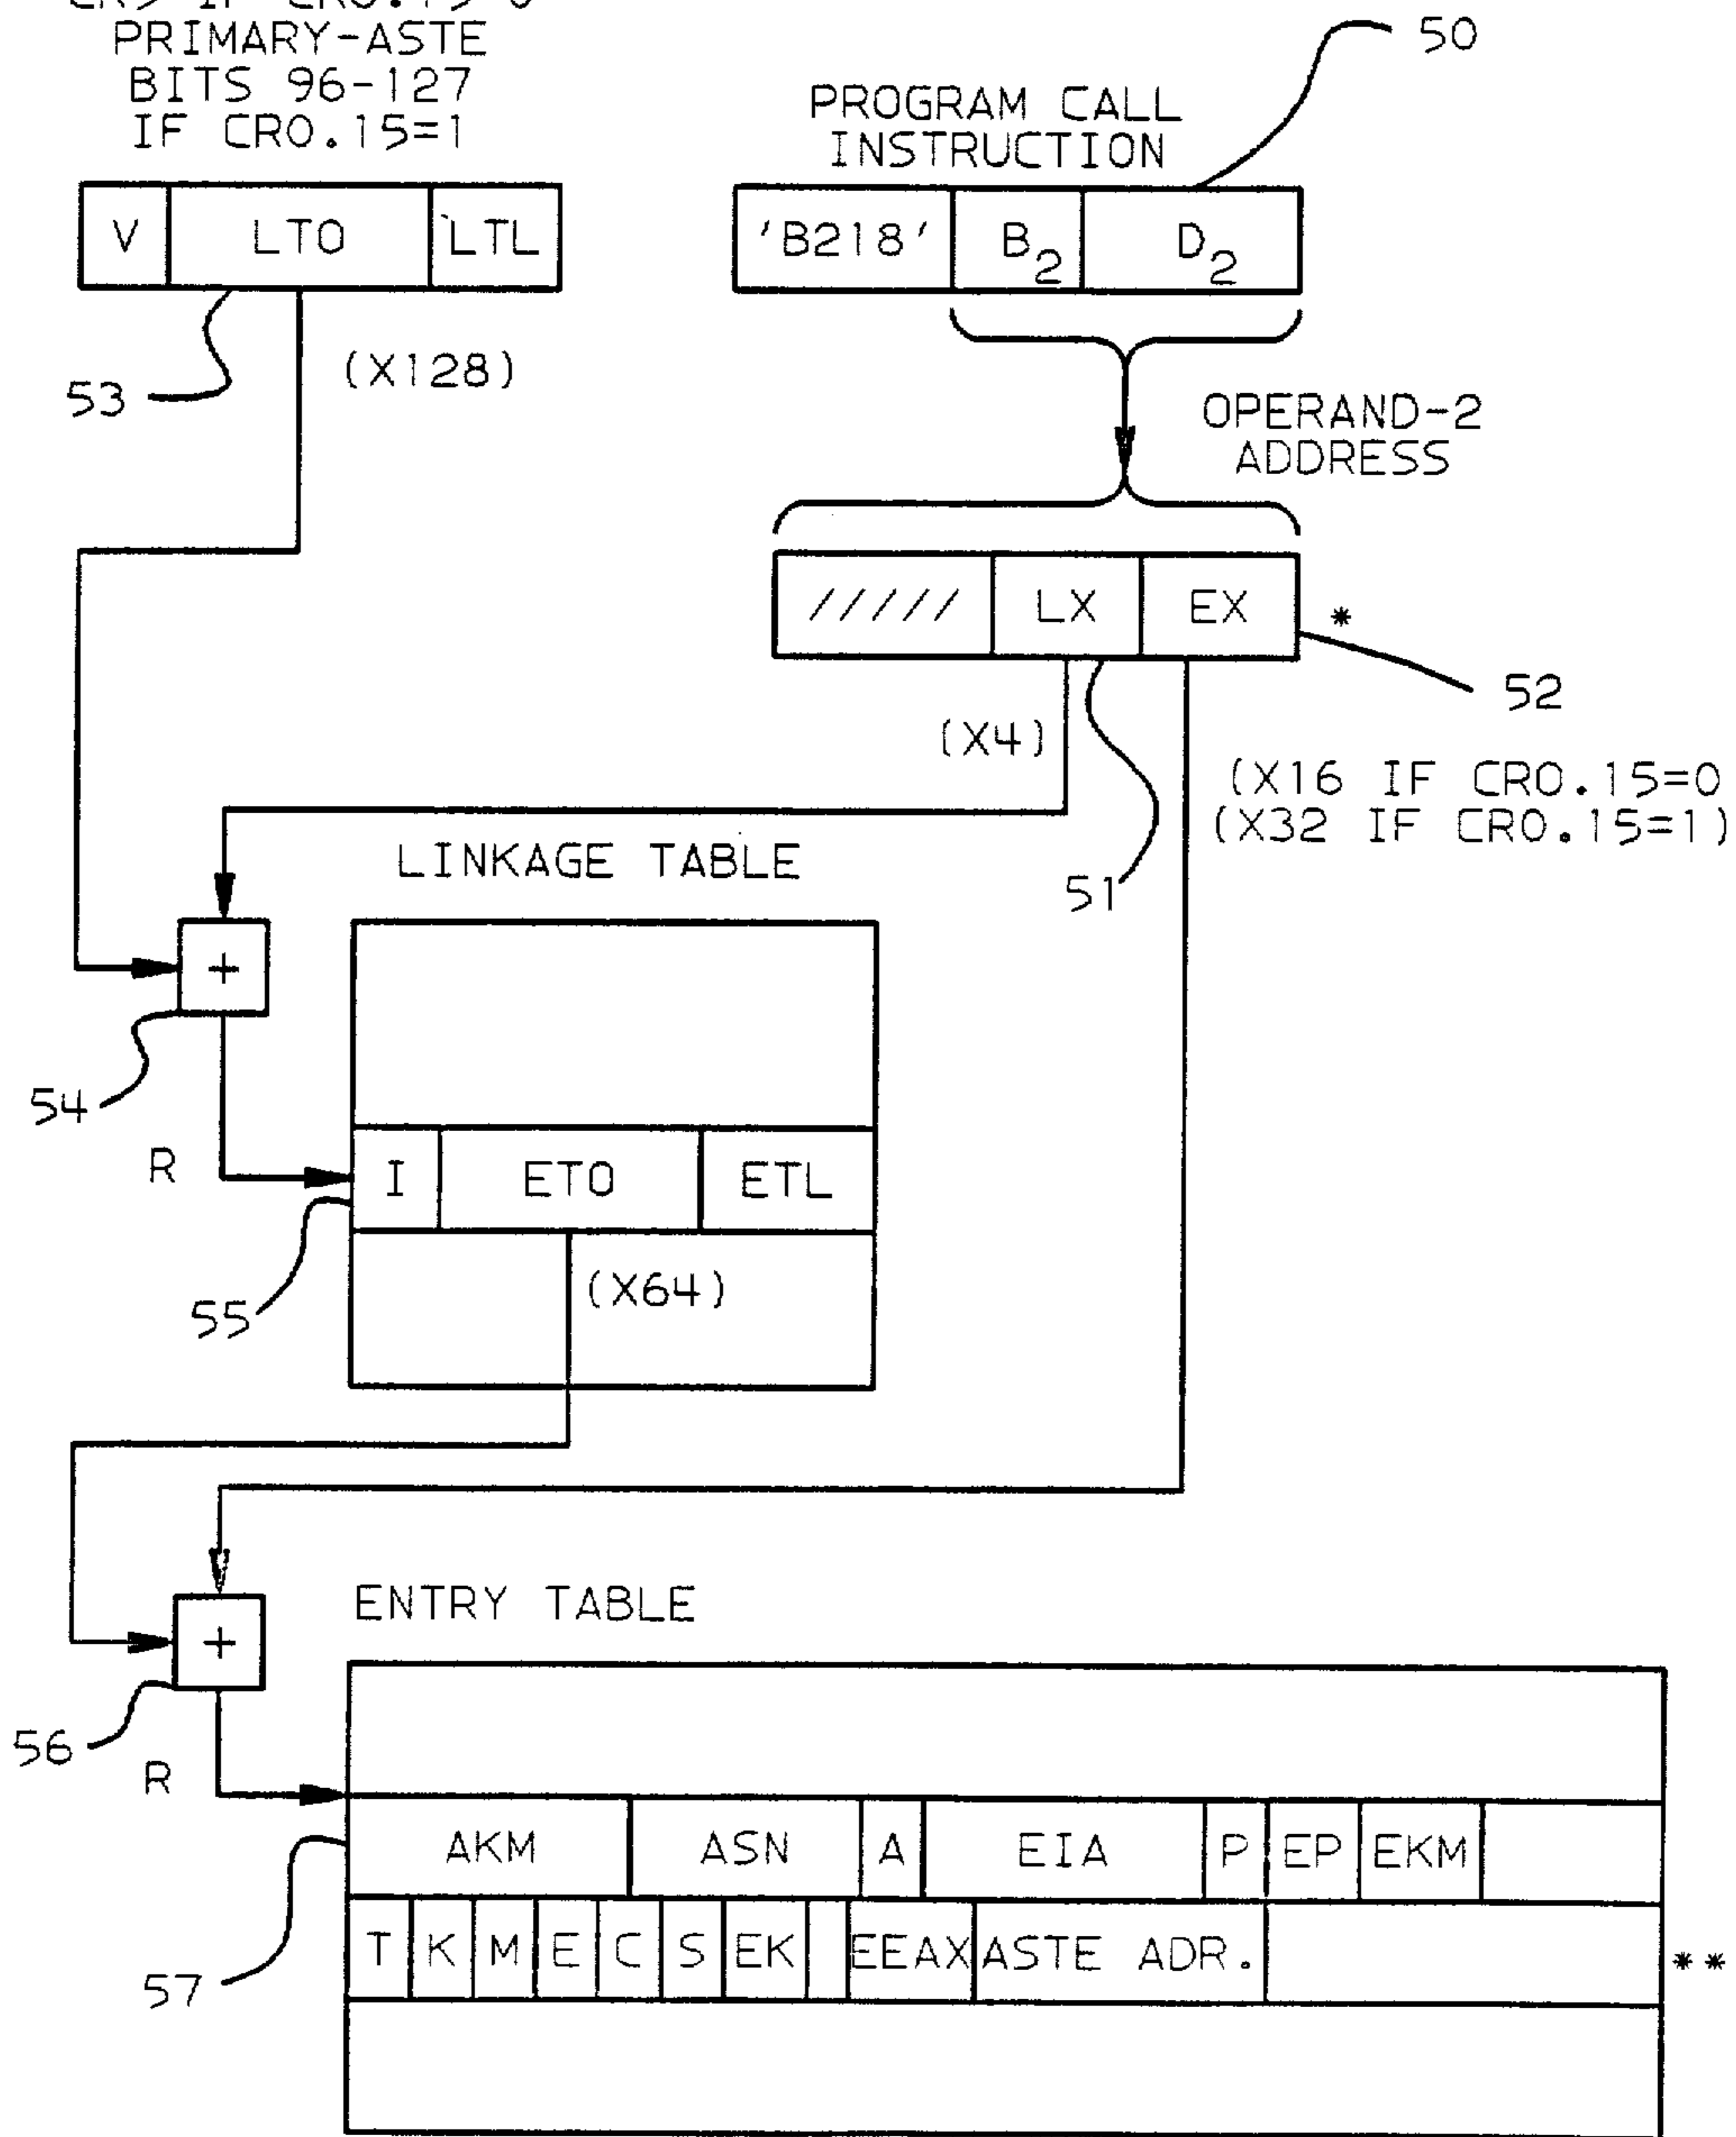 PRIMARY-ASTE
BITS 96-127
IF CR0.15=1
50
PROGRAM CALL
INSTRUCTION
V LTO LTL
'B218' B2 D2
53
(X128)
OPERAND-2
ADDRESS
///// LX EX *
52
(X4)
(X16 IF CR0.15=0
(X32 IF CR0.15=1)
51
LINKAGE TABLE
+
54
R
I ETO ETL
55
(X64)
ENTRY TABLE
+
56
R
57
AKM ASN A EIA P EP EKM
T K M E C S EK EEAX ASTE ADR. **